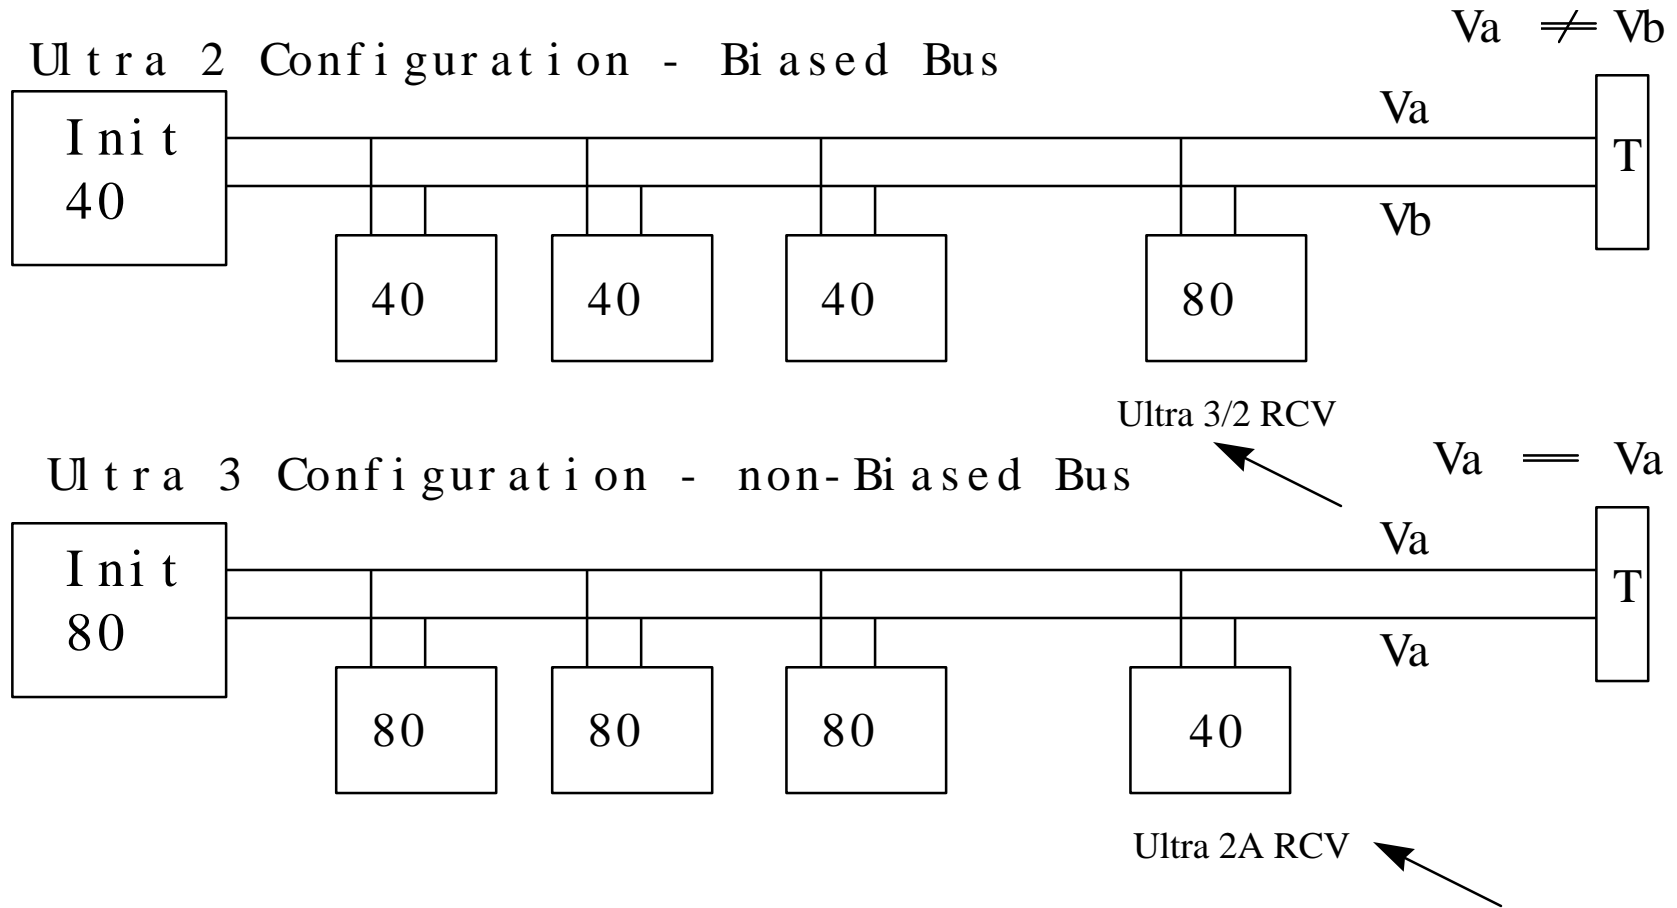 Va ≠ Vb
Ultra 2 Configuration - Biased Bus
Init
40
Va
T
Vb
40
40
40
80
Ultra 3/2 RCV
Va = Va
Ultra 3 Configuration - non-Biased Bus
Init
80
Va
T
Va
80
80
80
40
Ultra 2A RCV